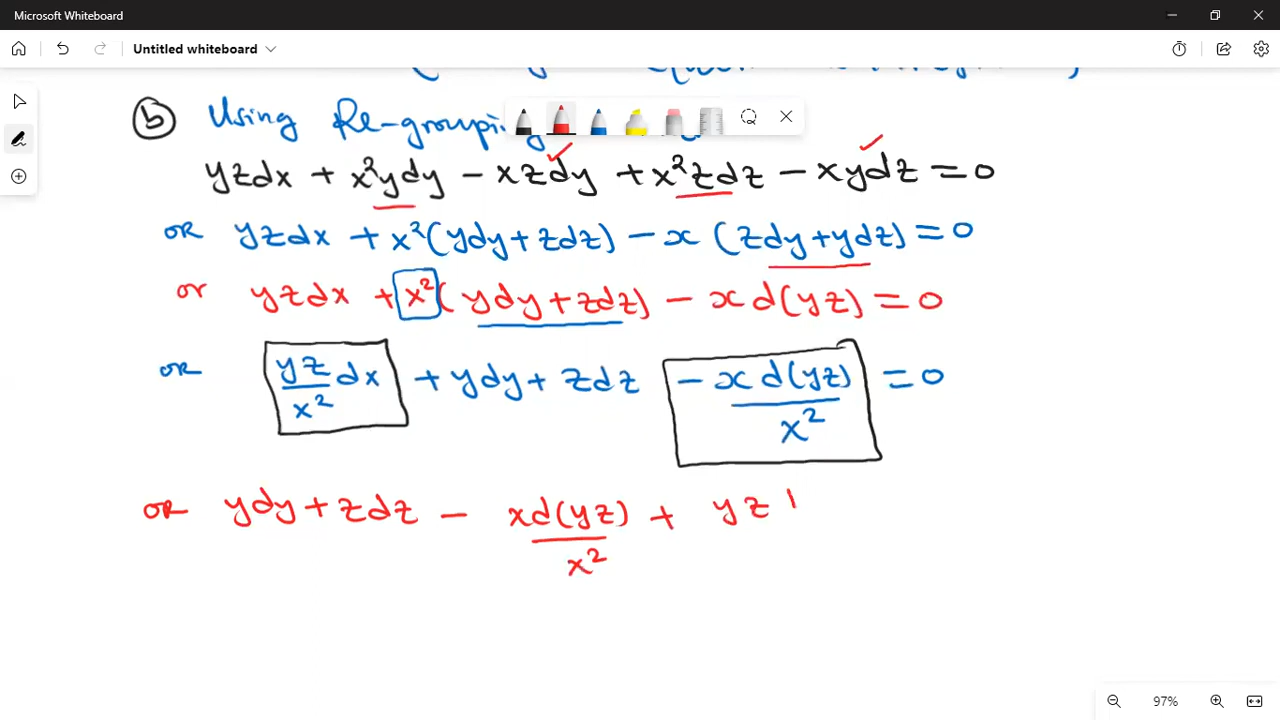 Microsoft Whiteboard
Untitled whiteboard
(b) Using Re-grouping
yzdx + x²ydy - xzdy + x²zdz - xydz = 0
or yzdx + x²(ydy+zdz) - x(zdy+ydz) = 0
or yzdx + x²(ydy+zdz) - xd(yz) = 0
or yz/x² dx + ydy + zdz - xd(yz)/x² = 0
or ydy + zdz - xd(yz)/x² + yz
97%